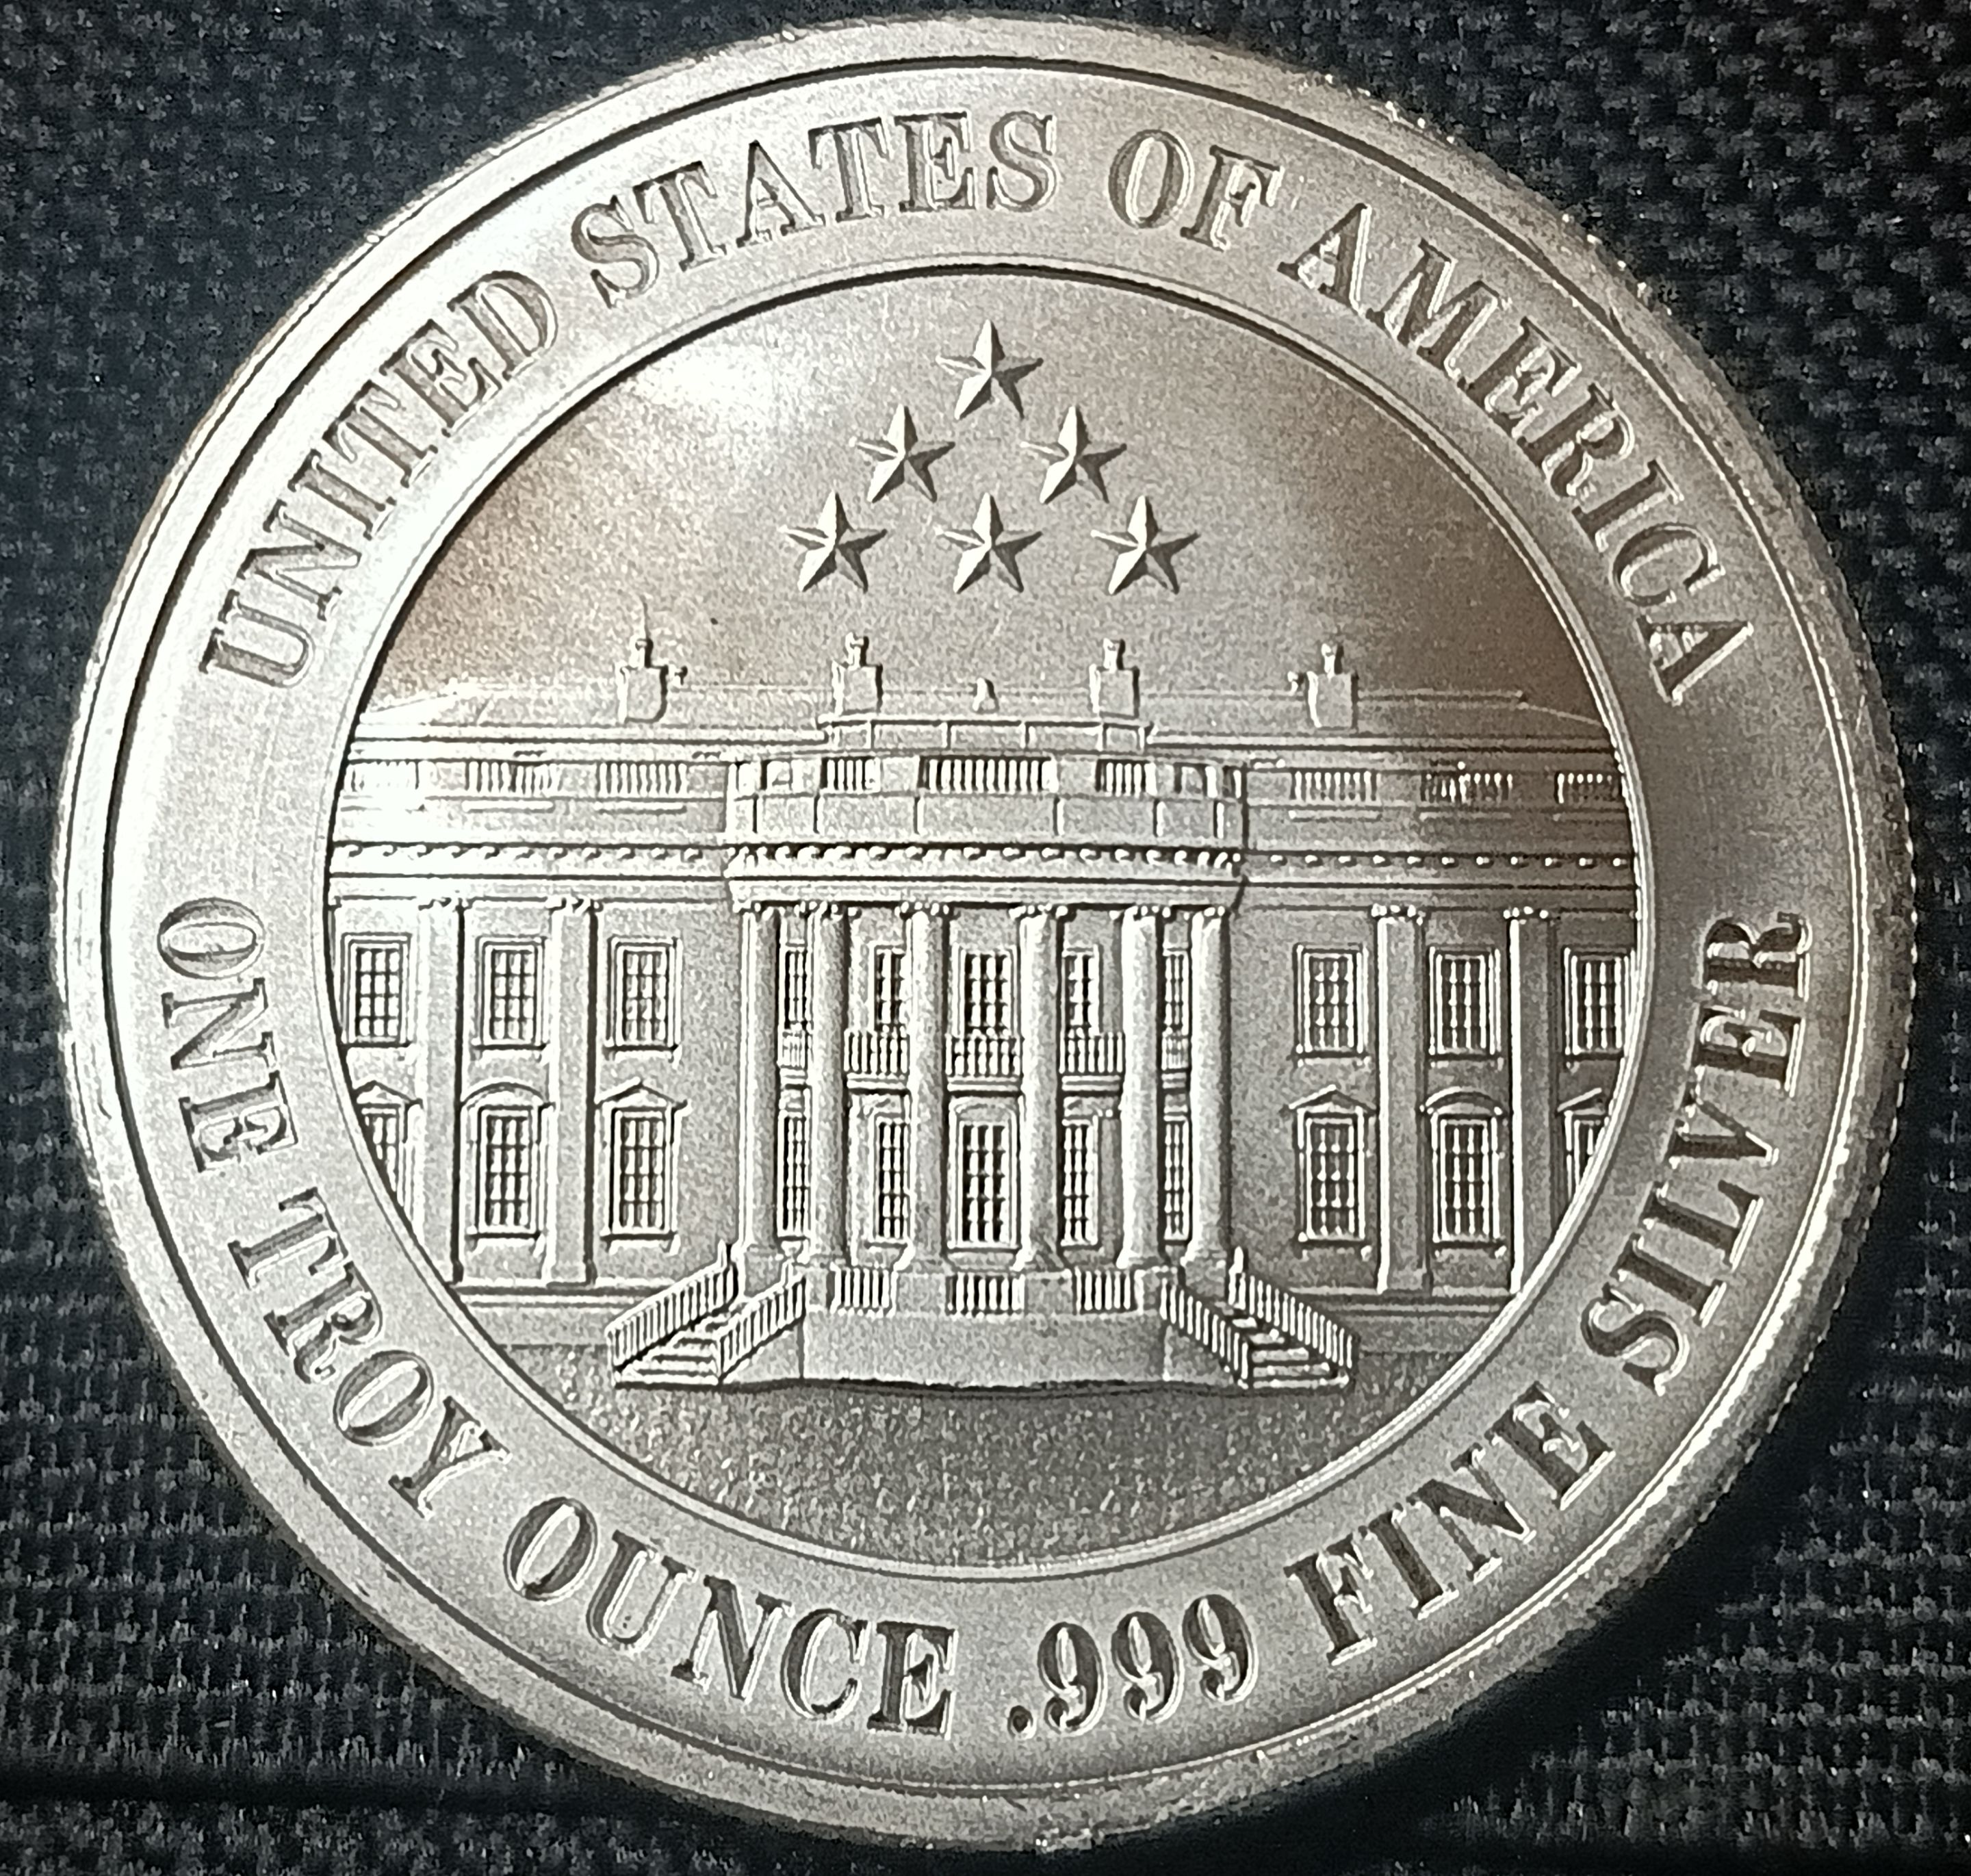 UNITED STATES OF AMERICA
ONE TROY OUNCE .999 FINE SILVER